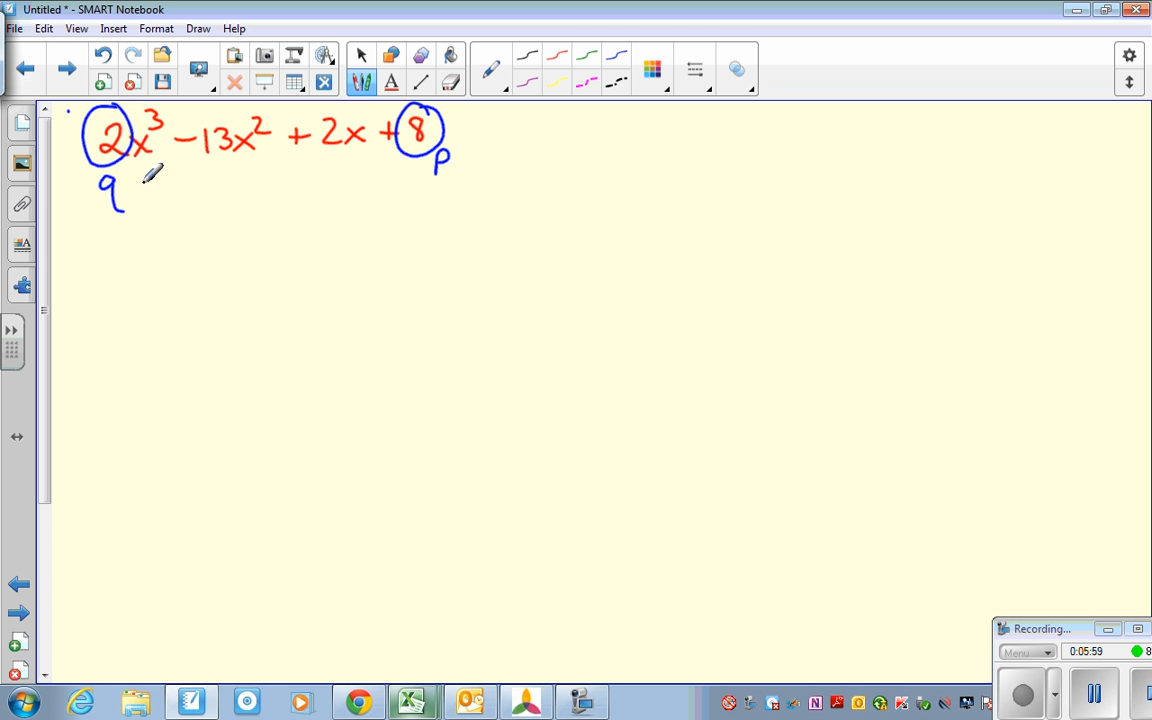 Untitled * - SMART Notebook
File Edit View Insert Format Draw Help
2x³ -13x² + 2x + 8
p
q
Recording...
Menu
0:05:59
8